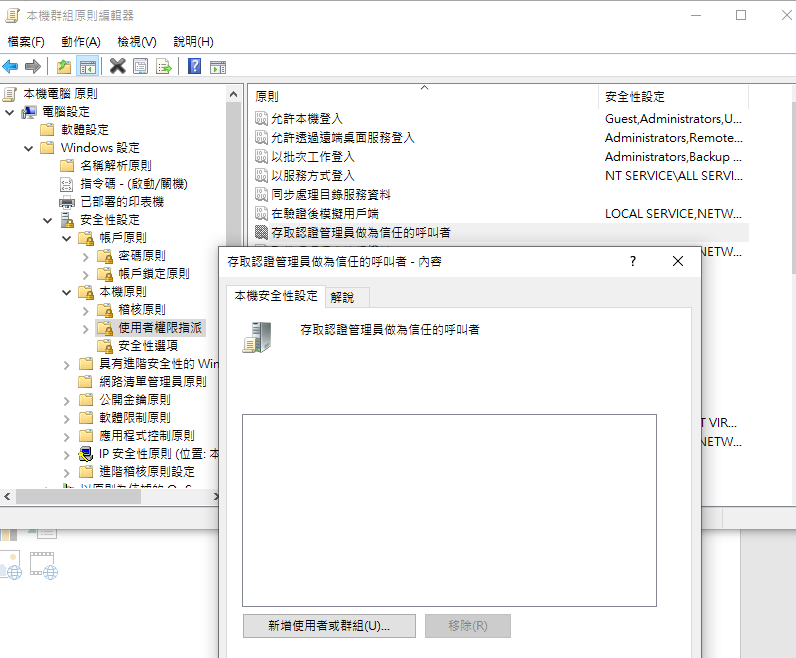 本機群組原則編輯器
檔案(F) 動作(A) 檢視(V) 說明(H)
本機電腦 原則
電腦設定
軟體設定
Windows 設定
名稱解析原則
指令碼 - (啟動/關機)
已部署的印表機
安全性設定
帳戶原則
密碼原則
帳戶鎖定原則
本機原則
稽核原則
使用者權限指派
安全性選項
具有進階安全性的 Win
網路清單管理員原則
公開金鑰原則
軟體限制原則
應用程式控制原則
IP 安全性原則 (位置: 本
進階稽核原則設定
原則 安全性設定
允許本機登入 Guest,Administrators,U...
允許透過遠端桌面服務登入 Administrators,Remote...
以批次工作登入 Administrators,Backup ...
以服務方式登入 NT SERVICE\ALL SERVI...
同步處理目錄服務資料
在驗證後模擬用戶端 LOCAL SERVICE,NETW...
存取認證管理員做為信任的呼叫者
NETW...
T VIR...
NETW...
存取認證管理員做為信任的呼叫者 - 內容
?
本機安全性設定 解說
存取認證管理員做為信任的呼叫者
新增使用者或群組(U)... 移除(R)